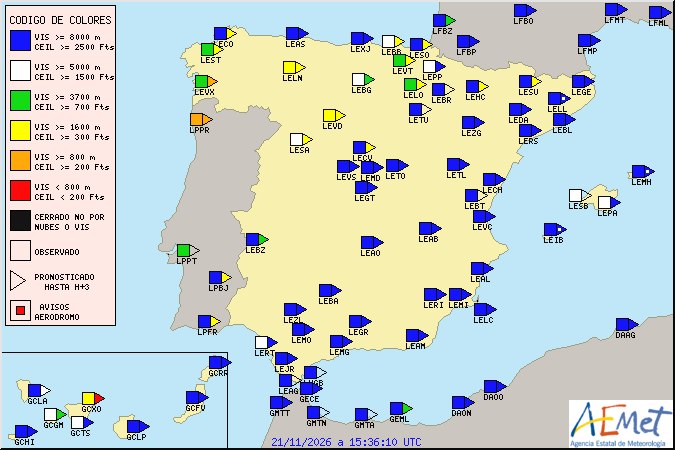 CODIGO DE COLORES
VIS >= 8000 m
CEIL >= 2500 Fts
VIS >= 5000 m
CEIL >= 1500 Fts
VIS >= 3700 m
CEIL >= 700 Fts
VIS >= 1600 m
CEIL >= 300 Fts
VIS >= 800 m
CEIL >= 200 Fts
VIS < 800 m
CEIL < 200 Fts
CERRADO NO POR
NUBES O VIS
OBSERVADO
PRONOSTICADO
HASTA H+3
AVISOS
AERODROMO
LFBO
LFMT
LFML
LFBZ
LECO
LEAS
LEXJ
LEBB
LESO
LFBP
LFMP
LEST
LEVT
LEPP
LELN
LEVX
LEBG
LELO
LEBR
LEHC
LESU
LEGE
LELL
LPPR
LEVD
LETU
LEZG
LEDA
LEBL
LERS
LESA
LECV
LEVS
LEMD
LETO
LETL
LEMH
LEGT
LECH
LEBT
LESB
LEPA
LEVC
LEBZ
LEAO
LEAB
LEIB
LPPT
LPBJ
LEAL
LEBA
LERI
LEMI
LEZL
LELC
LPFR
LEMO
LEGR
DAAG
LERT
LEMG
LEAM
LEJR
GCRR
LEAG
GECE
DAOO
GCLA
GCXO
GCFV
GMTT
GMTN
GMTA
GEML
DAON
GCGM
GCTS
GCLP
GCHI
21/11/2026 a 15:36:10 UTC
AEMet
Agencia Estatal de Meteorología